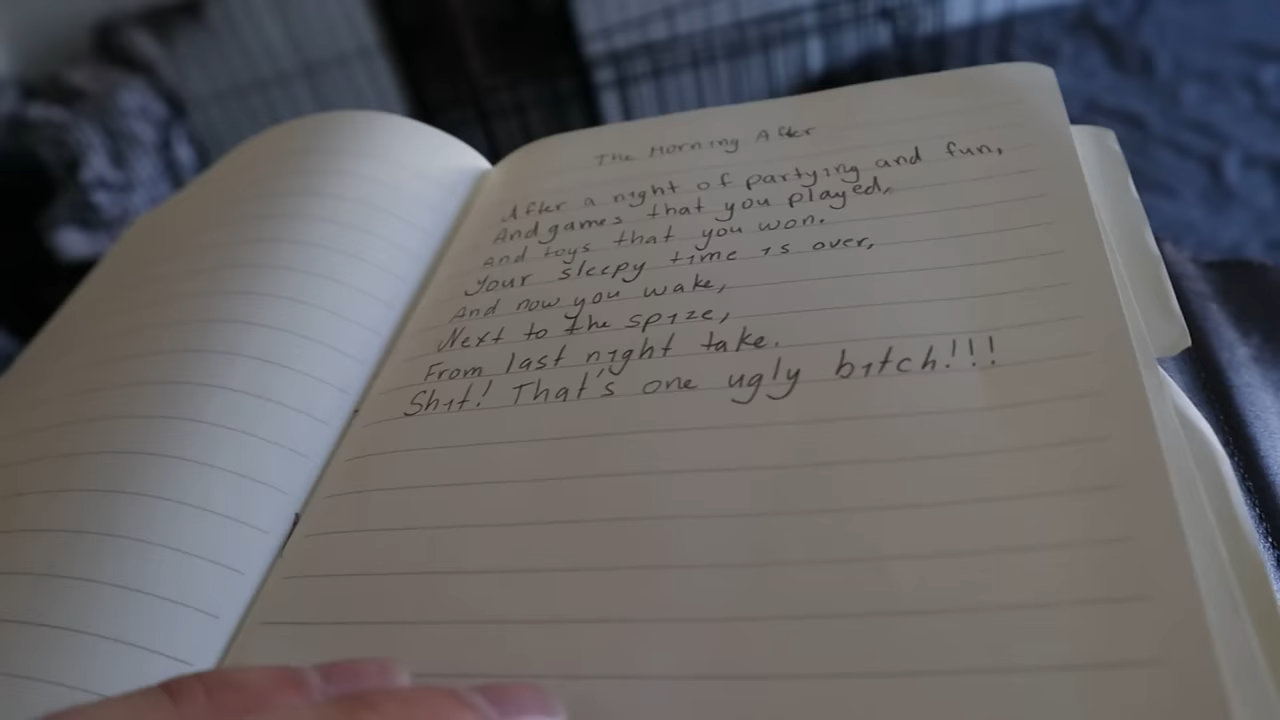 The Morning After
After a night of partying and fun,
And games that you played,
and toys that you won.
Your sleepy time is over,
And now you wake,
Next to the spize,
From last night take.
Shit! That's one ugly bitch!!!